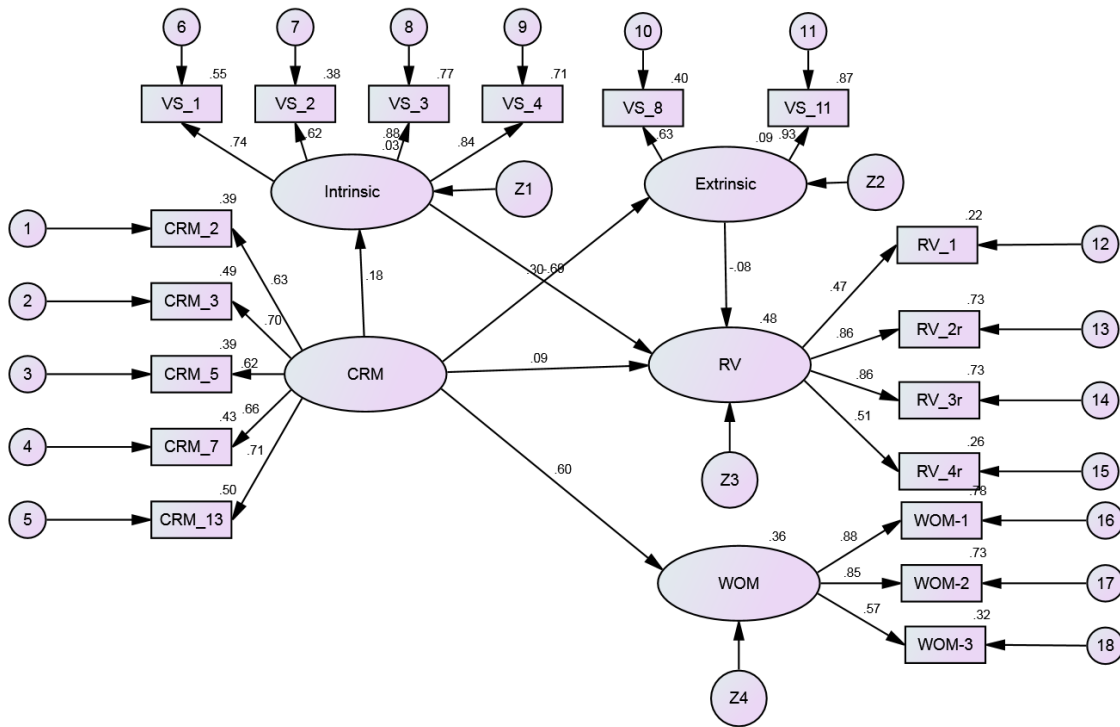 6
7
8
9
10
11
.55
.38
.77
.71
.40
.87
VS_1
VS_2
VS_3
VS_4
VS_8
VS_11
.74
.62
.88
.03
.84
.63
.09
.93
Intrinsic
Z1
Extrinsic
Z2
1
.39
CRM_2
2
.49
CRM_3
3
.39
CRM_5
4
.43
CRM_7
5
.50
CRM_13
.63
.70
.62
.66
.71
.18
CRM
.30
-.69
-.08
.09
.60
.48
RV
Z3
.47
.86
.86
.51
.22
RV_1
12
.73
RV_2r
13
.73
RV_3r
14
.26
RV_4r
15
.36
WOM
Z4
.88
.85
.57
.78
WOM-1
16
.73
WOM-2
17
.32
WOM-3
18